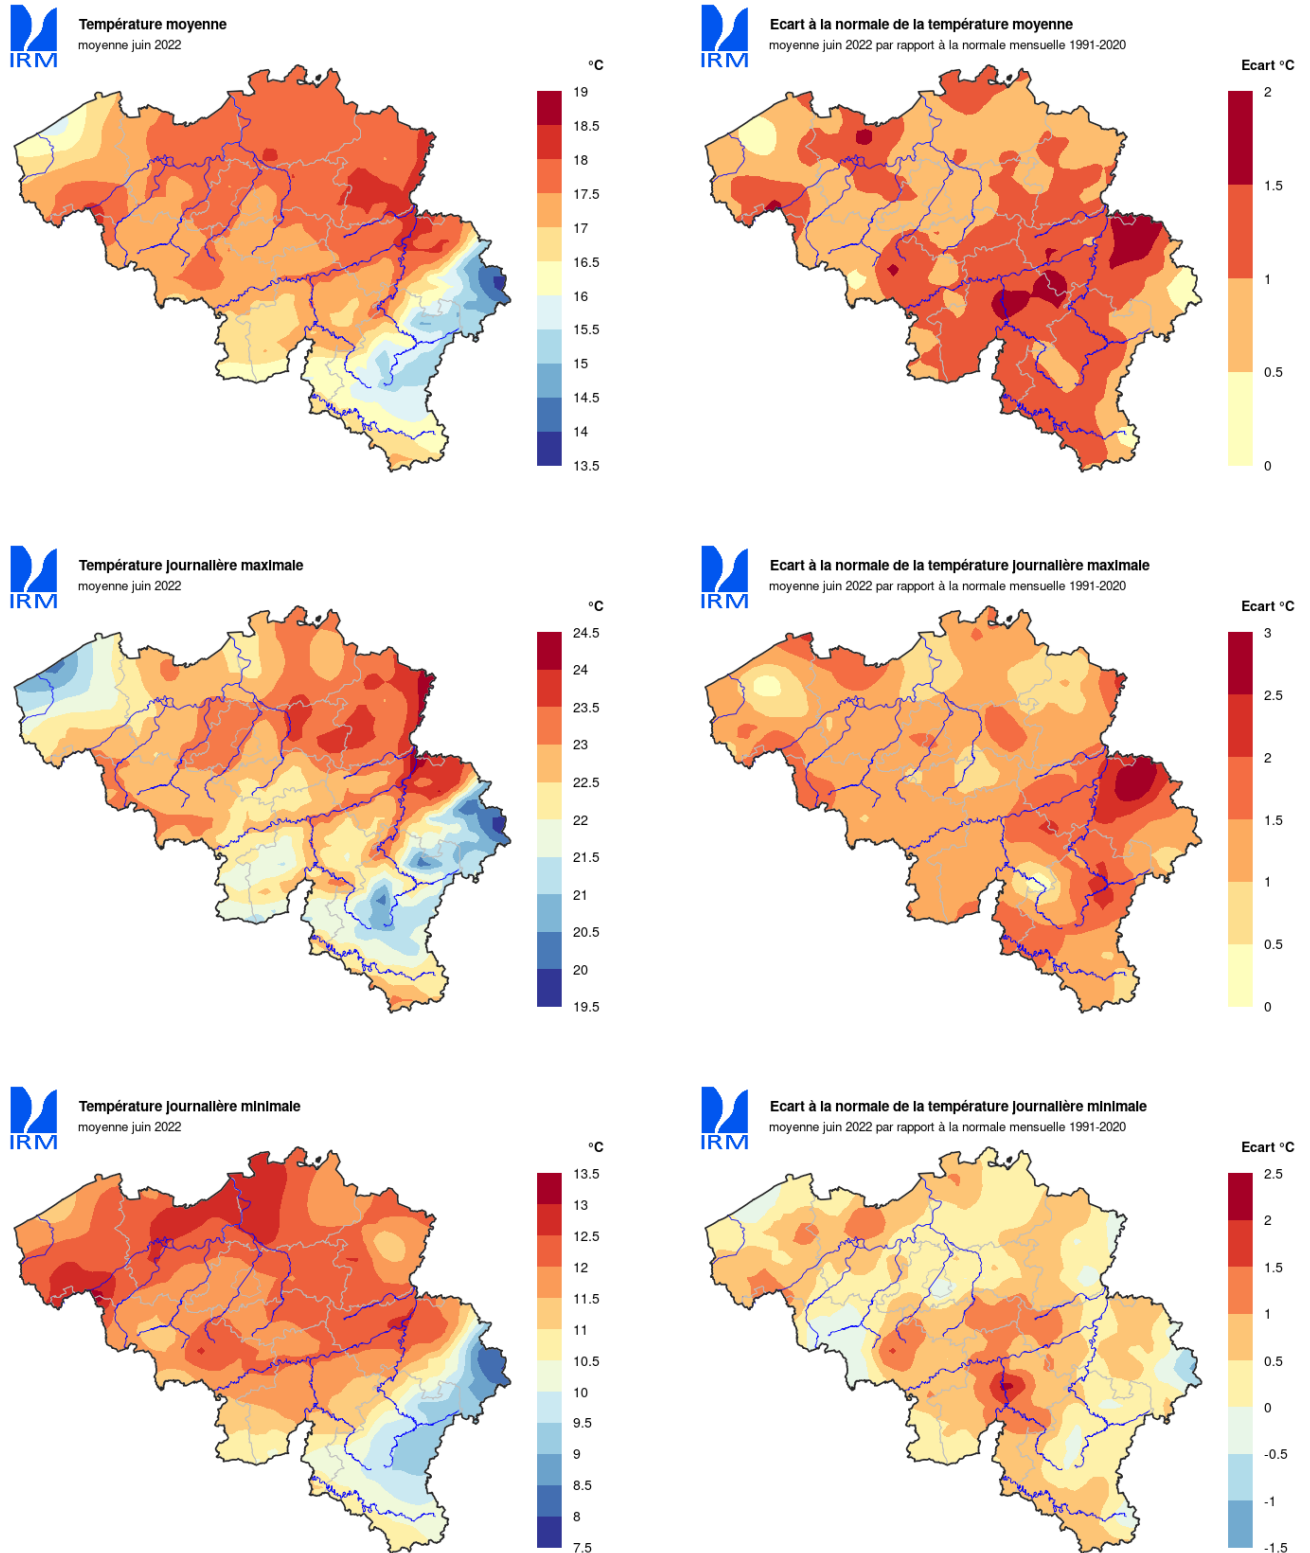 IRM
Température moyenne
moyenne juin 2022
°C
19
18.5
18
17.5
17
16.5
16
15.5
15
14.5
14
13.5
IRM
Ecart à la normale de la température moyenne
moyenne juin 2022 par rapport à la normale mensuelle 1991-2020
Ecart °C
2
1.5
1
0.5
0
IRM
Température journalière maximale
moyenne juin 2022
°C
24.5
24
23.5
23
22.5
22
21.5
21
20.5
20
19.5
IRM
Ecart à la normale de la température journalière maximale
moyenne juin 2022 par rapport à la normale mensuelle 1991-2020
Ecart °C
3
2.5
2
1.5
1
0.5
0
IRM
Température journalière minimale
moyenne juin 2022
°C
13.5
13
12.5
12
11.5
11
10.5
10
9.5
9
8.5
8
7.5
IRM
Ecart à la normale de la température journalière minimale
moyenne juin 2022 par rapport à la normale mensuelle 1991-2020
Ecart °C
2.5
2
1.5
1
0.5
0
-0.5
-1
-1.5